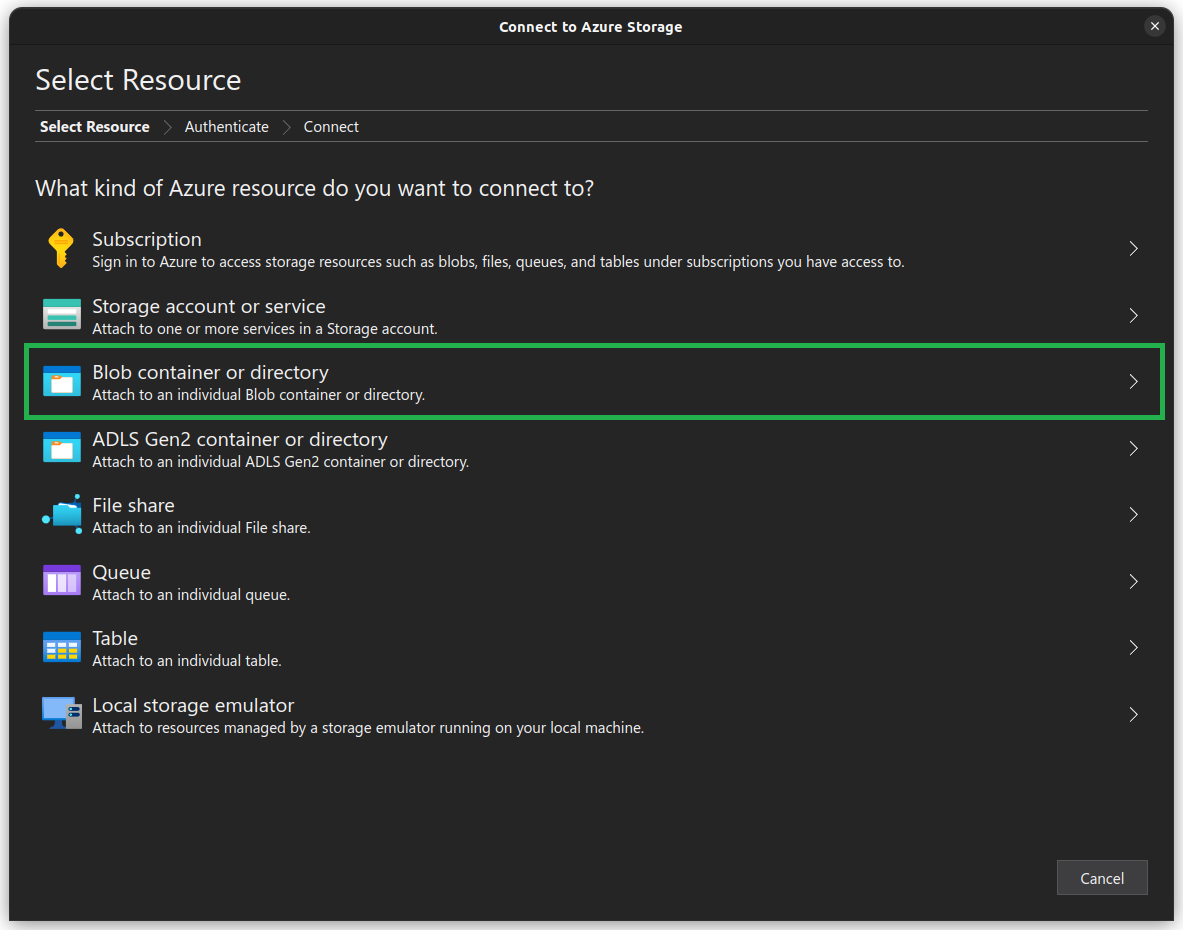 Connect to Azure Storage
Select Resource
Select Resource Authenticate Connect
What kind of Azure resource do you want to connect to?
Subscription
Sign in to Azure to access storage resources such as blobs, files, queues, and tables under subscriptions you have access to.
Storage account or service
Attach to one or more services in a Storage account.
Blob container or directory
Attach to an individual Blob container or directory.
ADLS Gen2 container or directory
Attach to an individual ADLS Gen2 container or directory.
File share
Attach to an individual File share.
Queue
Attach to an individual queue.
Table
Attach to an individual table.
Local storage emulator
Attach to resources managed by a storage emulator running on your local machine.
Cancel